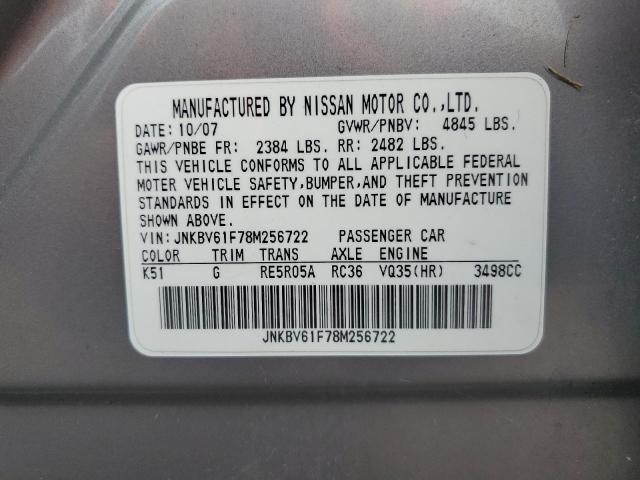 MANUFACTURED BY NISSAN MOTOR CO.,LTD.
DATE: 10/07 GVWR/PNBV: 4845 LBS.
GAWR/PNBE FR: 2384 LBS. RR: 2482 LBS.
THIS VEHICLE CONFORMS TO ALL APPLICABLE FEDERAL
MOTOR VEHICLE SAFETY,BUMPER,AND THEFT PREVENTION
STANDARDS IN EFFECT ON THE DATE OF MANUFACTURE
SHOWN ABOVE.
VIN: JNKBV61F78M256722 PASSENGER CAR
COLOR TRIM TRANS AXLE ENGINE
K51 G RE5R05A RC36 VQ35(HR) 3498CC
JNKBV61F78M256722